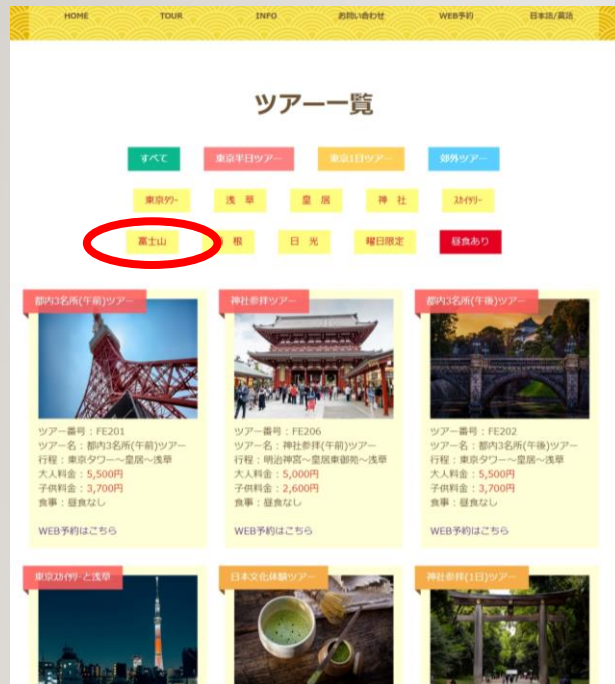 HOME TOUR INFO お問い合わせ WEB予約 日本語/英語
ツアー一覧
すべて 東京半日ツアー 東京1日ツアー 郊外ツアー
東京タワー 浅 草 皇 居 神 社 スカイツリー
富士山 根 日 光 曜日限定 昼食あり
都内3名所(午前)ツアー 神社参拝ツアー 都内3名所(午後)ツアー
ツアー番号：FE201
ツアー名：都内3名所(午前)ツアー
行程：東京タワー～皇居～浅草
大人料金：5,500円
子供料金：3,700円
食事：昼食なし
WEB予約はこちら
ツアー番号：FE206
ツアー名：神社参拝(午前)ツアー
行程：明治神宮～皇居東御苑～浅草
大人料金：5,000円
子供料金：2,600円
食事：昼食なし
WEB予約はこちら
ツアー番号：FE202
ツアー名：都内3名所(午後)ツアー
行程：東京タワー～皇居～浅草
大人料金：5,500円
子供料金：3,700円
食事：昼食なし
WEB予約はこちら
東京スカイツリーと浅草 日本文化体験ツアー 神社参拝(1日)ツアー